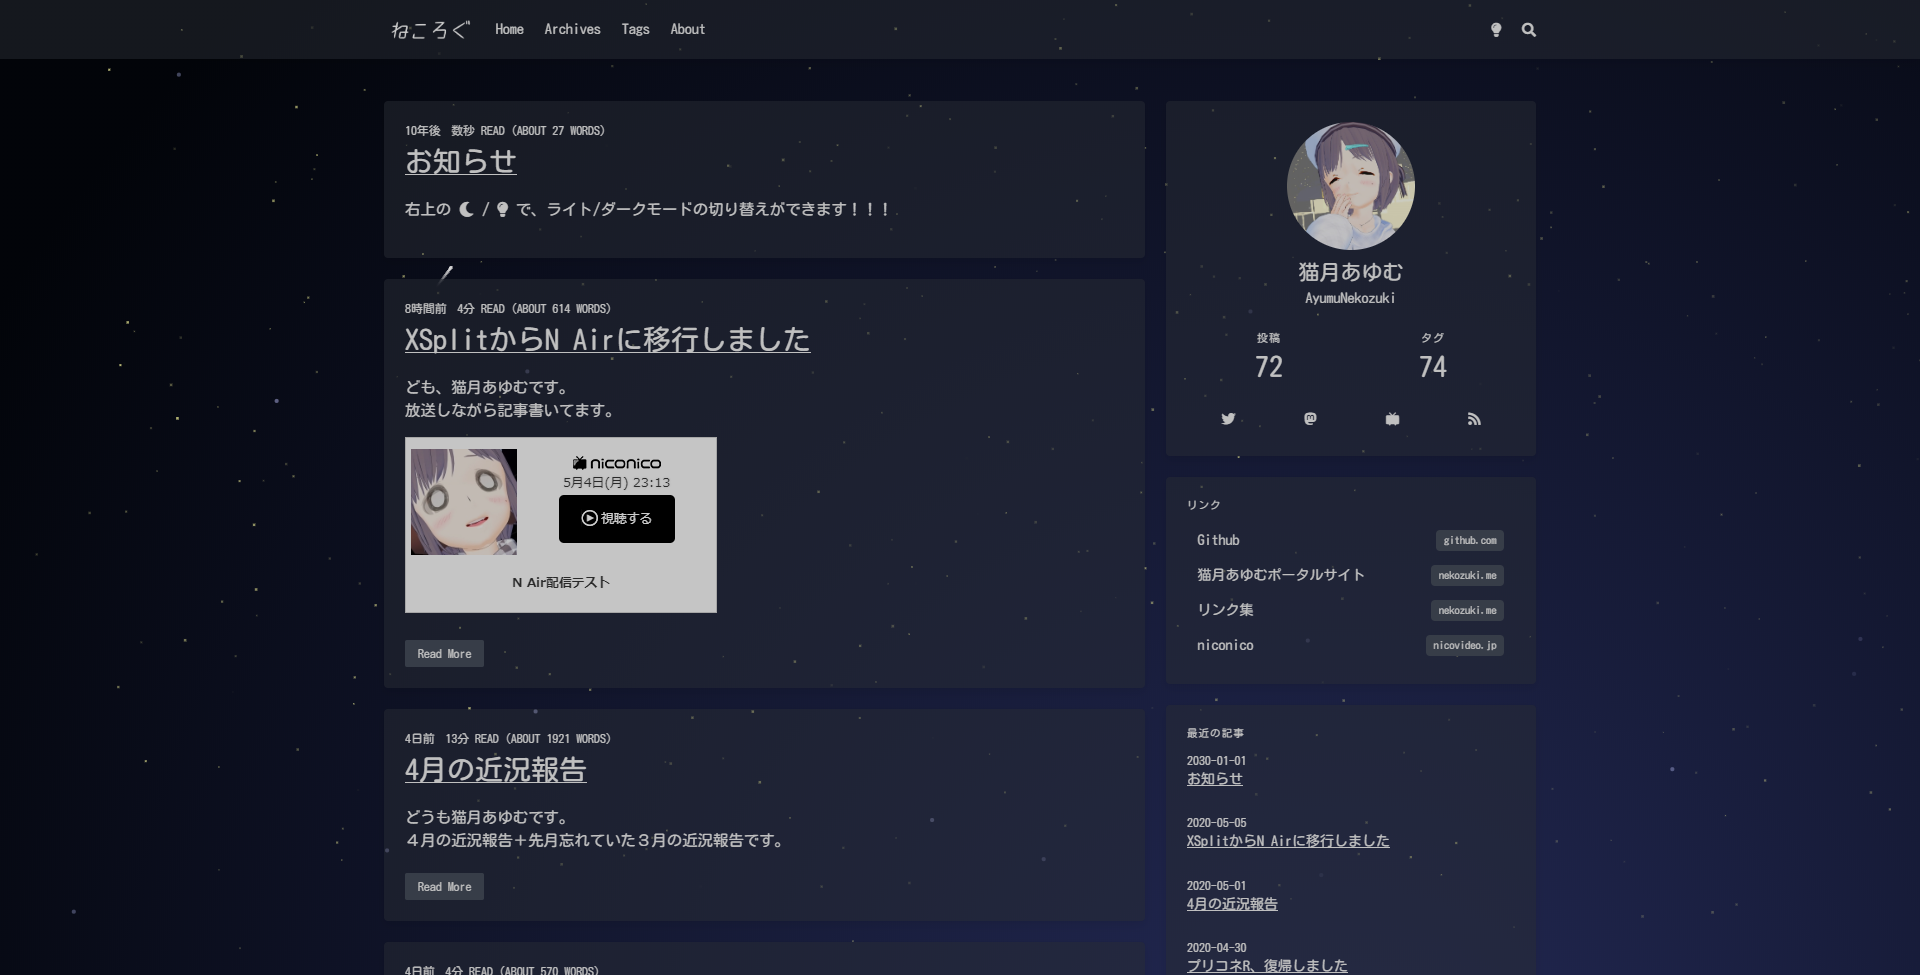 ねころぐ Home Archives Tags About
10年後 数秒 READ (ABOUT 27 WORDS)
お知らせ
右上の / で、ライト/ダークモードの切り替えができます！！！
8時間前 4分 READ (ABOUT 614 WORDS)
XSplitからN Airに移行しました
ども、猫月あゆむです。
放送しながら記事書いてます。
niconico
5月4日(月) 23:13
視聴する
N Air配信テスト
Read More
4日前 13分 READ (ABOUT 1921 WORDS)
4月の近況報告
どうも猫月あゆむです。
４月の近況報告＋先月忘れていた３月の近況報告です。
Read More
4日前 4分 READ (ABOUT 570 WORDS)
猫月あゆむ
AyumuNekozuki
投稿 タグ
72 74
リンク
Github github.com
猫月あゆむポータルサイト nekozuki.me
リンク集 nekozuki.me
niconico nicovideo.jp
最近の記事
2030-01-01
お知らせ
2020-05-05
XSplitからN Airに移行しました
2020-05-01
4月の近況報告
2020-04-30
プリコネR、復帰しました